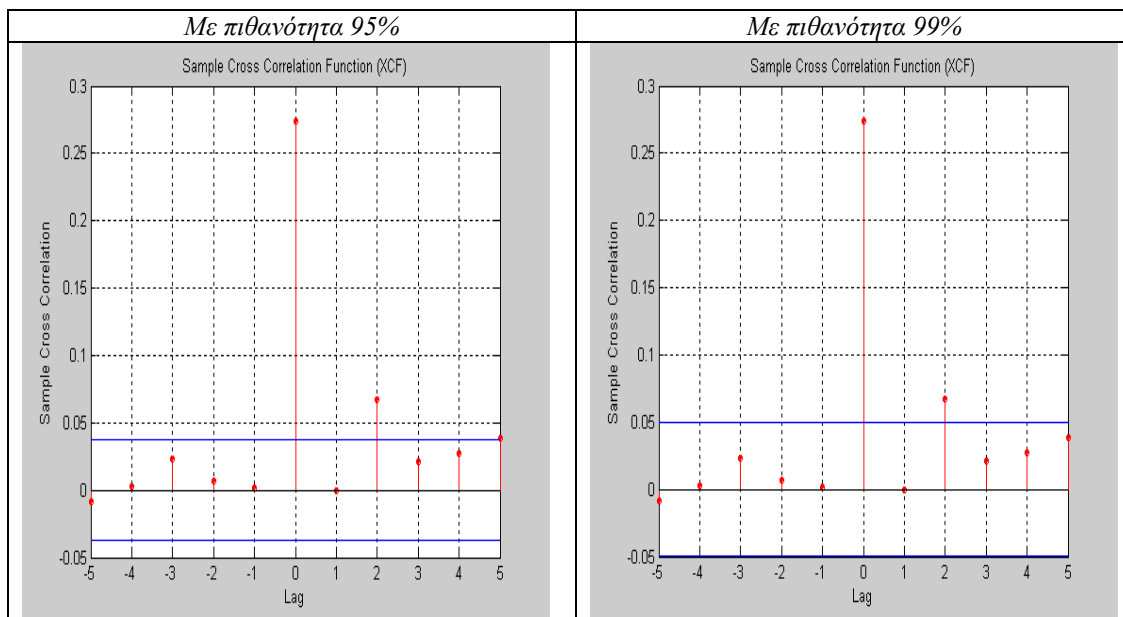 Με πιθανότητα 95%
Με πιθανότητα 99%
Sample Cross Correlation Function (XCF)
Sample Cross Correlation
0.3
0.25
0.2
0.15
0.1
0.05
0
-0.05
-5 -4 -3 -2 -1 0 1 2 3 4 5
Lag
Sample Cross Correlation Function (XCF)
Sample Cross Correlation
0.3
0.25
0.2
0.15
0.1
0.05
0
-0.05
-5 -4 -3 -2 -1 0 1 2 3 4 5
Lag